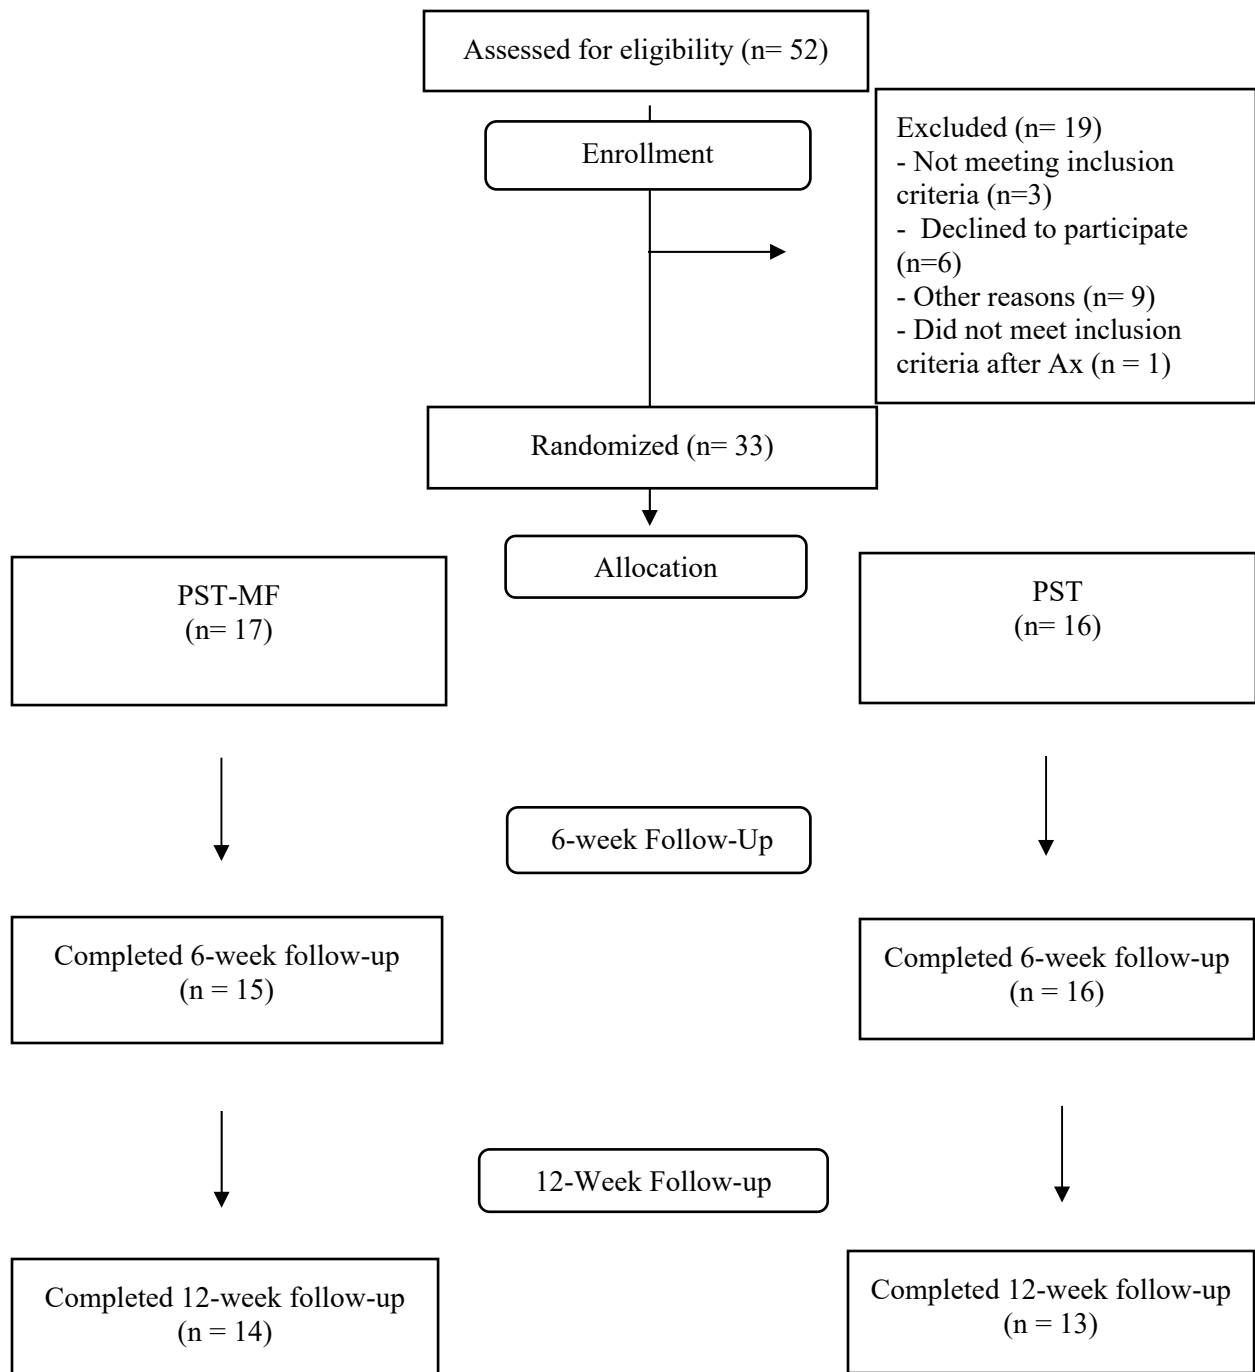 Assessed for eligibility (n= 52)
Enrollment
Excluded (n= 19)
- Not meeting inclusion
criteria (n=3)
-  Declined to participate
(n=6)
- Other reasons (n= 9)
- Did not meet inclusion
criteria after Ax (n = 1)
Randomized (n= 33)
Allocation
PST-MF
(n= 17)
PST
(n= 16)
6-week Follow-Up
Completed 6-week follow-up
(n = 15)
Completed 6-week follow-up
(n = 16)
12-Week Follow-up
Completed 12-week follow-up
(n = 14)
Completed 12-week follow-up
(n = 13)